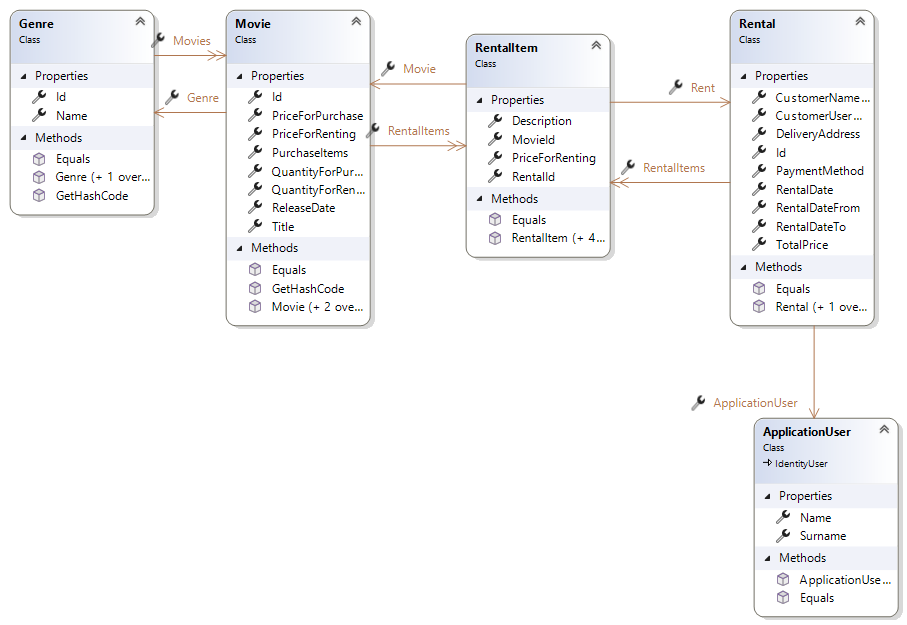 Genre
Class
Properties
Id
Name
Methods
Equals
Genre (+ 1 over...
GetHashCode
Movies
Genre
Movie
Class
Properties
Id
PriceForPurchase
PriceForRenting
PurchaseItems
QuantityForPur...
QuantityForRen...
ReleaseDate
Title
Methods
Equals
GetHashCode
Movie (+ 2 ove...
Movie
RentalItems
RentalItem
Class
Properties
Description
MovieId
PriceForRenting
RentalId
Methods
Equals
RentalItem (+ 4...
Rent
RentalItems
Rental
Class
Properties
CustomerName...
CustomerUser...
DeliveryAddress
Id
PaymentMethod
RentalDate
RentalDateFrom
RentalDateTo
TotalPrice
Methods
Equals
Rental (+ 1 ove...
ApplicationUser
ApplicationUser
Class
IdentityUser
Properties
Name
Surname
Methods
ApplicationUse...
Equals